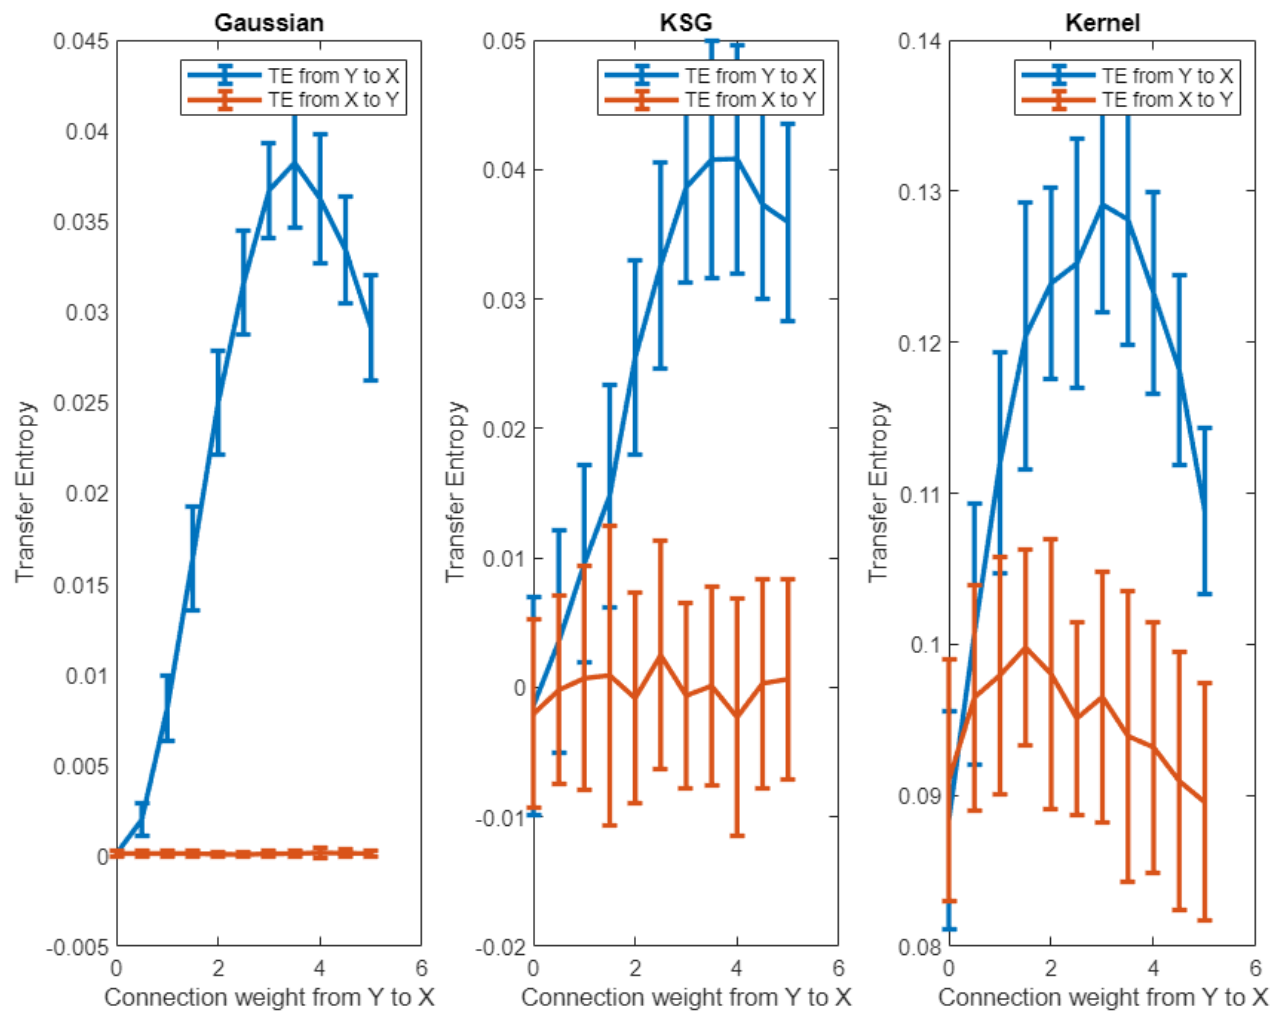 Gaussian
TE from Y to X
TE from X to Y
0.045
0.04
0.035
0.03
0.025
0.02
0.015
0.01
0.005
0
-0.005
Transfer Entropy
0
2
4
6
Connection weight from Y to X
KSG
TE from Y to X
TE from X to Y
0.05
0.04
0.03
0.02
0.01
0
-0.01
-0.02
Transfer Entropy
0
2
4
6
Connection weight from Y to X
Kernel
TE from Y to X
TE from X to Y
0.14
0.13
0.12
0.11
0.1
0.09
0.08
Transfer Entropy
0
2
4
6
Connection weight from Y to X